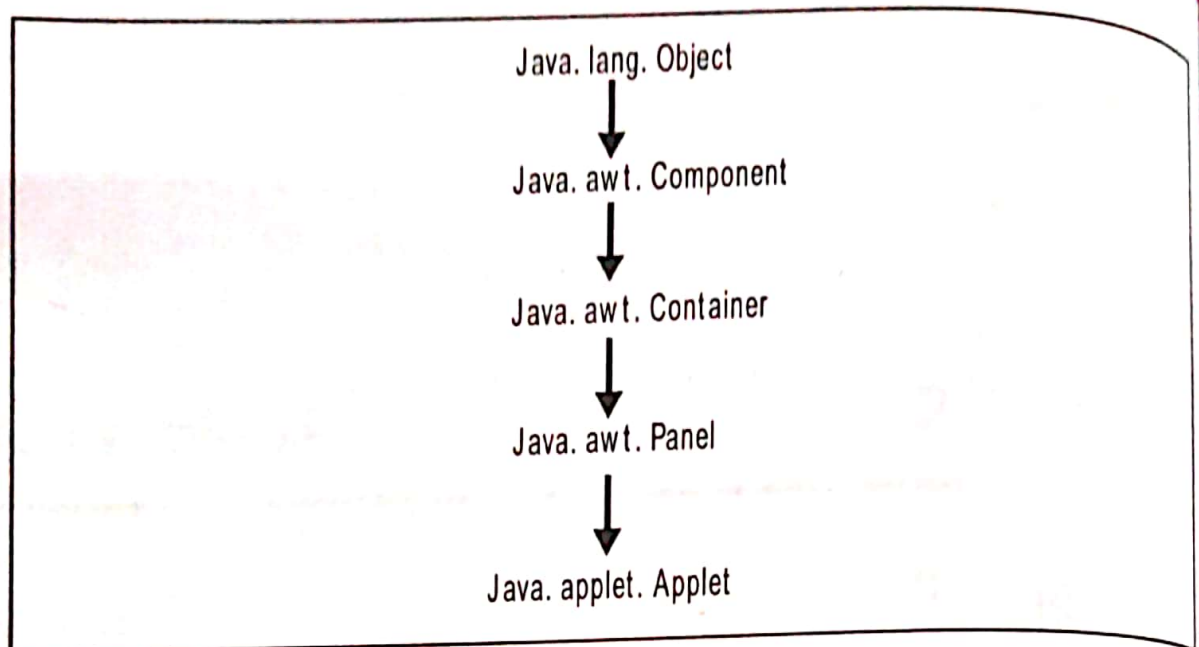 Java. lang. Object
Java. awt. Component
Java. awt. Container
Java. awt. Panel
Java. applet. Applet